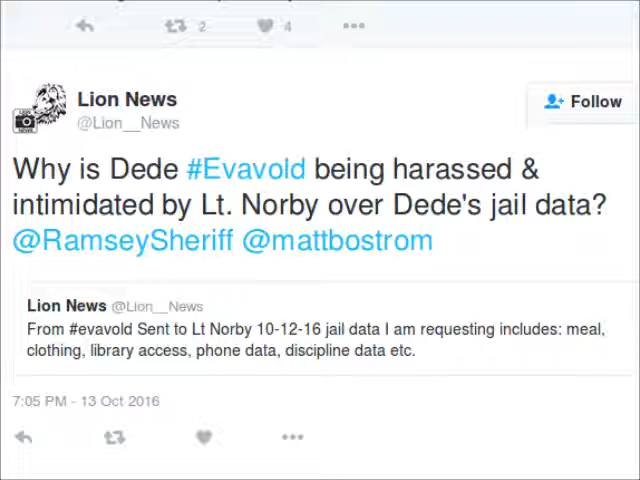 2 4
Lion News
@Lion__News
Follow
Why is Dede #Evavold being harassed &
intimidated by Lt. Norby over Dede's jail data?
@RamseySheriff @mattbostrom
Lion News @Lion__News
From #evavold Sent to Lt Norby 10-12-16 jail data I am requesting includes: meal,
clothing, library access, phone data, discipline data etc.
7:05 PM - 13 Oct 2016